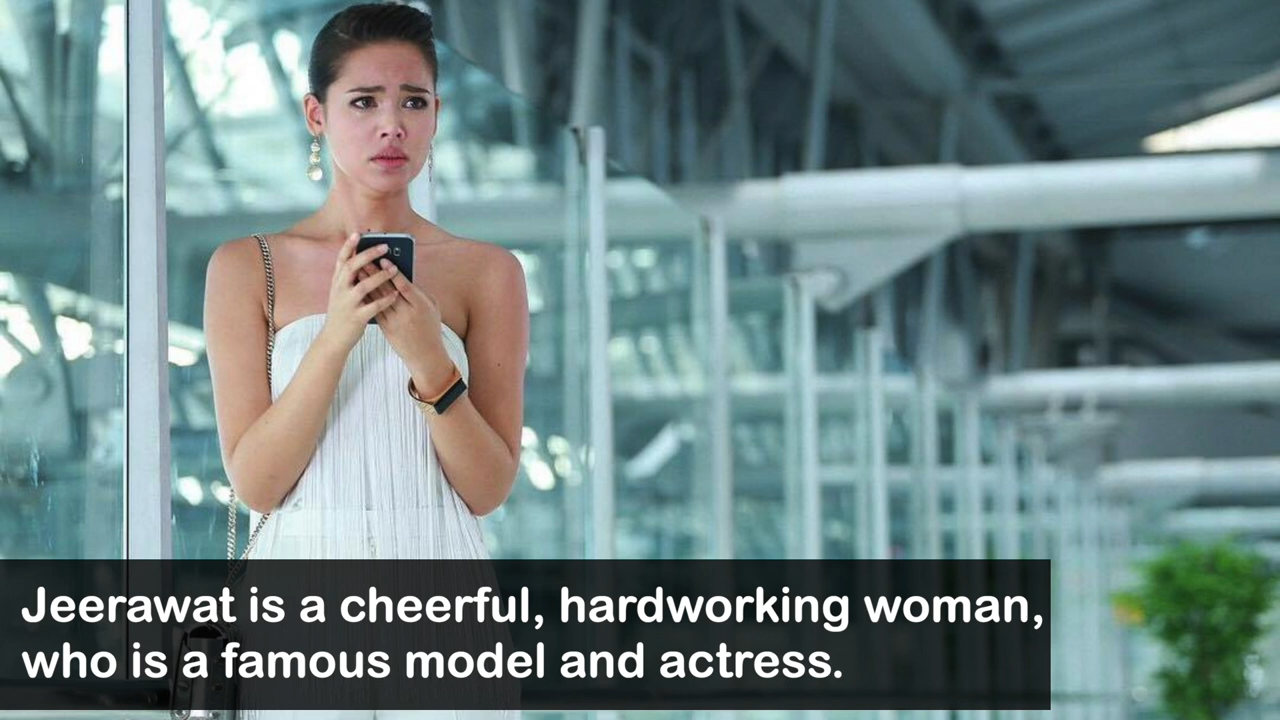 Jeerawat is a cheerful, hardworking woman,
who is a famous model and actress.